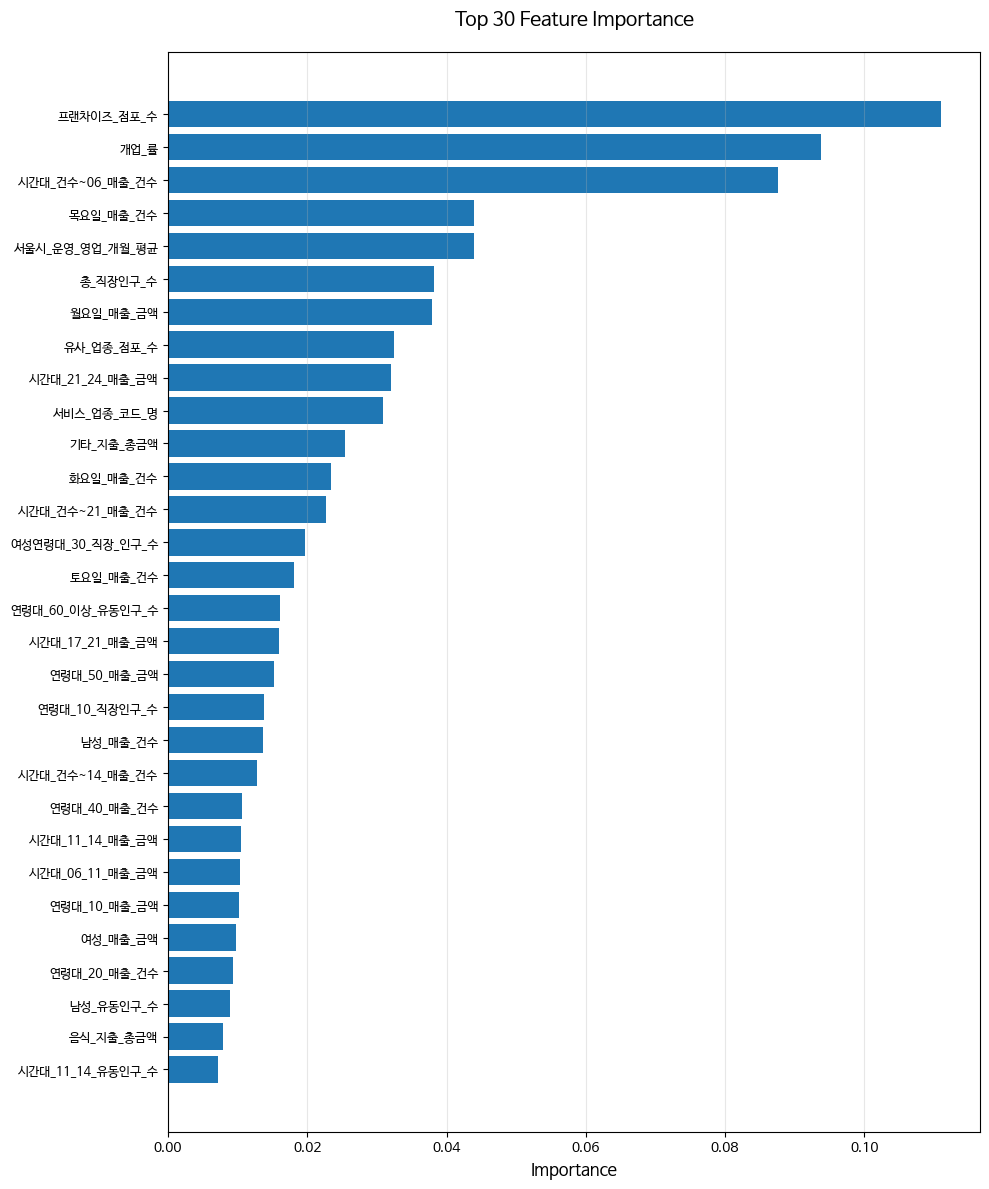 Top 30 Feature Importance
프랜차이즈_점포_수
개업_률
시간대_건수~06_매출_건수
목요일_매출_건수
서울시_운영_영업_개월_평균
총_직장인구_수
월요일_매출_금액
유사_업종_점포_수
시간대_21_24_매출_금액
서비스_업종_코드_명
기타_지출_총금액
화요일_매출_건수
시간대_건수~21_매출_건수
여성연령대_30_직장_인구_수
토요일_매출_건수
연령대_60_이상_유동인구_수
시간대_17_21_매출_금액
연령대_50_매출_금액
연령대_10_직장인구_수
남성_매출_건수
시간대_건수~14_매출_건수
연령대_40_매출_건수
시간대_11_14_매출_금액
시간대_06_11_매출_금액
연령대_10_매출_금액
여성_매출_금액
연령대_20_매출_건수
남성_유동인구_수
음식_지출_총금액
시간대_11_14_유동인구_수
0.00 0.02 0.04 0.06 0.08 0.10
Importance